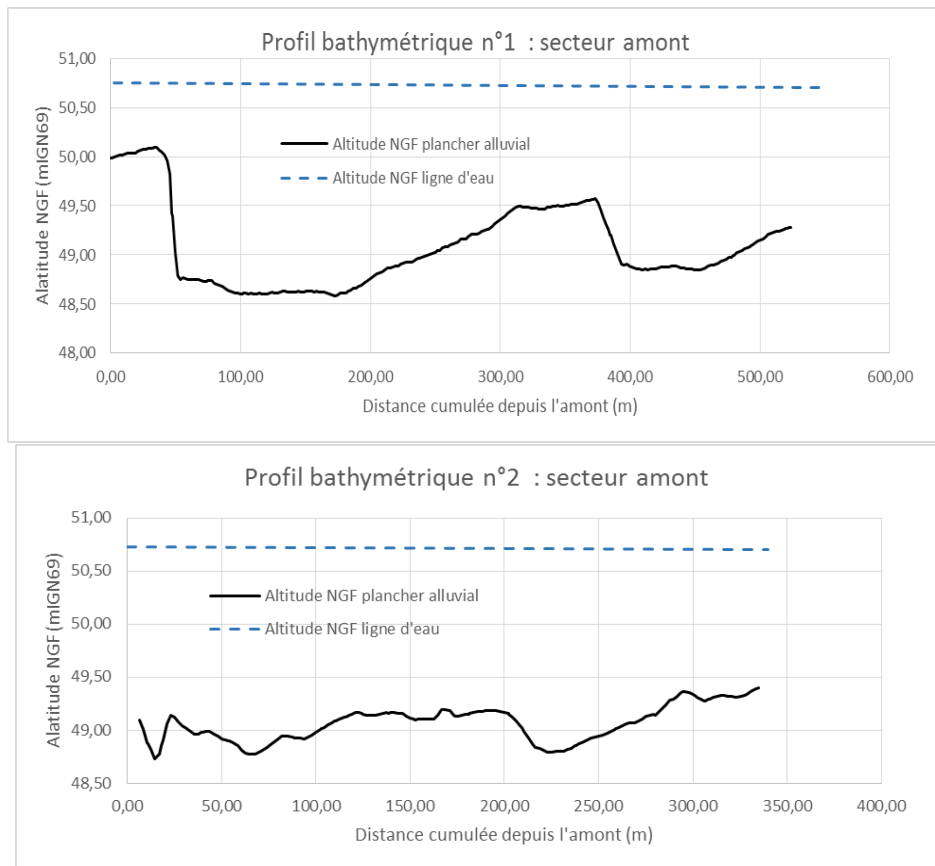 Profil bathymétrique n°1 : secteur amont
51,00
50,50
50,00
49,50
49,00
48,50
48,00
Alatitude NGF (mIGN69)
Altitude NGF plancher alluvial
Altitude NGF ligne d'eau
0,00 100,00 200,00 300,00 400,00 500,00 600,00
Distance cumulée depuis l'amont (m)
Profil bathymétrique n°2 : secteur amont
51,00
50,50
50,00
49,50
49,00
48,50
Alatitude NGF (mIGN69)
Altitude NGF plancher alluvial
Altitude NGF ligne d'eau
0,00 50,00 100,00 150,00 200,00 250,00 300,00 350,00 400,00
Distance cumulée depuis l'amont (m)